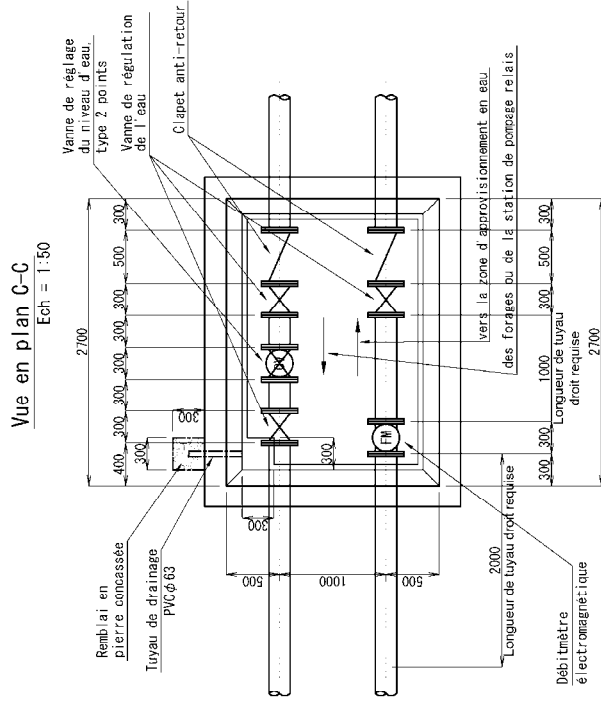 Vue en plan C-C
Ech = 1:50
Vanne de réglage
du niveau d'eau,
type 2 points
Vanne de régulation
de l'eau
Clapet anti-retour
Remblai en
pierre concassée
Tuyau de drainage
PVCφ63
2700
400
300
300
300
300
300
500
300
300
300
300
300
500
1000
500
FM
vers la zone d'approvisionnement en eau
des forages ou de la station de pompage relais
300
300
1000
300
500
300
Longueur de tuyau
droit requise
2700
2000
Longueur de tuyau droit requise
Débitmètre
électromagnétique